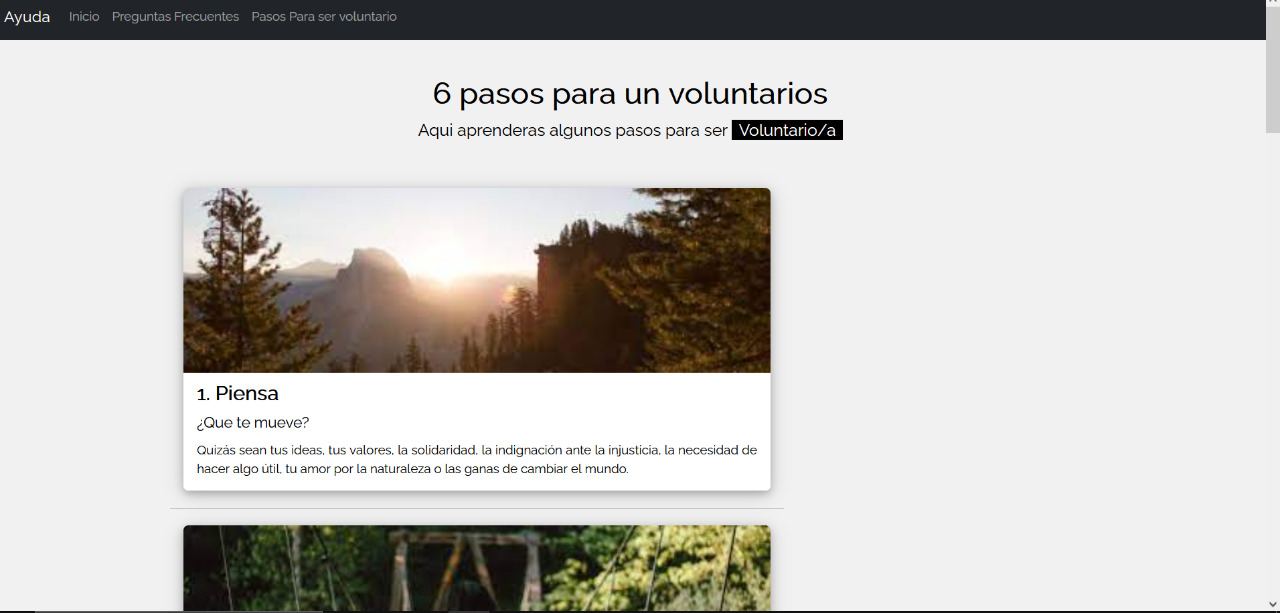 Ayuda Inicio Preguntas Frecuentes Pasos Para ser voluntario
6 pasos para un voluntarios
Aqui aprenderas algunos pasos para ser Voluntario/a
1. Piensa
¿Que te mueve?
Quizás sean tus ideas, tus valores, la solidaridad, la indignación ante la injusticia, la necesidad de
hacer algo útil, tu amor por la naturaleza o las ganas de cambiar el mundo.